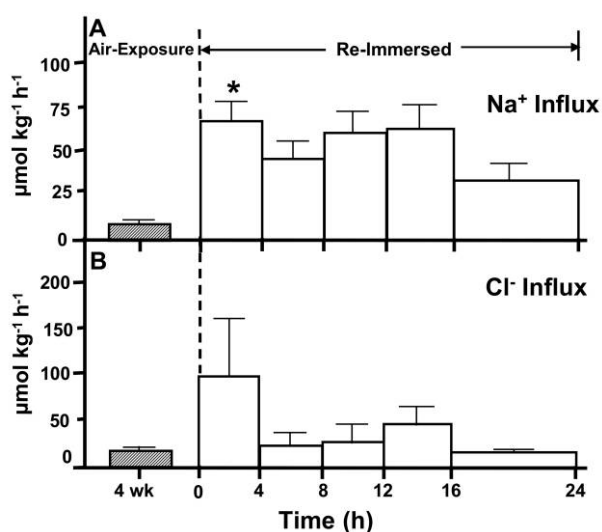 A
Air-Exposure
Re-Immersed
100
75
50
25
0
µmol kg-1 h-1
*
Na+ Influx
B
200
150
100
50
0
µmol kg-1 h-1
Cl- Influx
4 wk 0 4 8 12 16 24
Time (h)